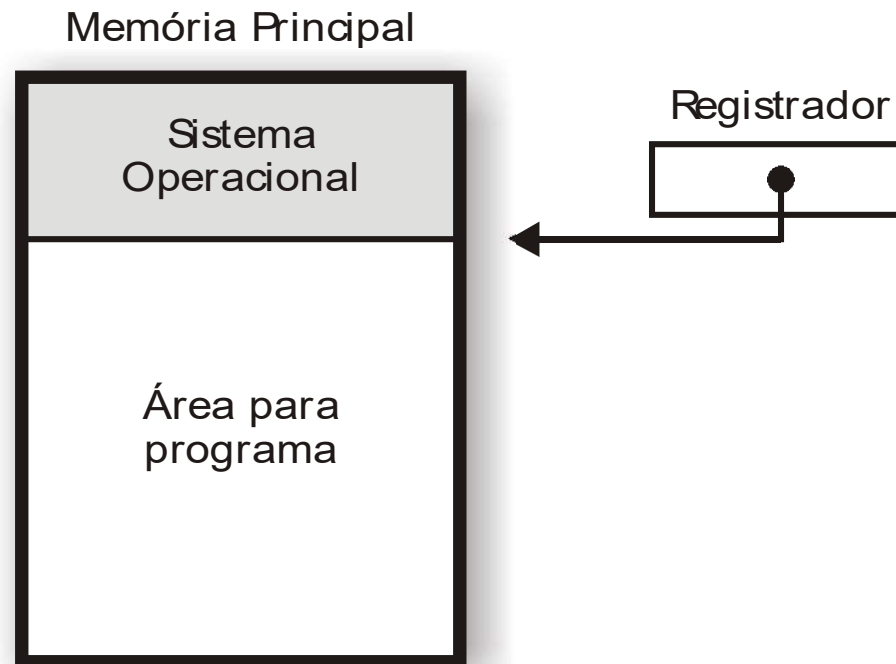 Memória Principal
Sistema
Operacional
Registrador
Área para
programa